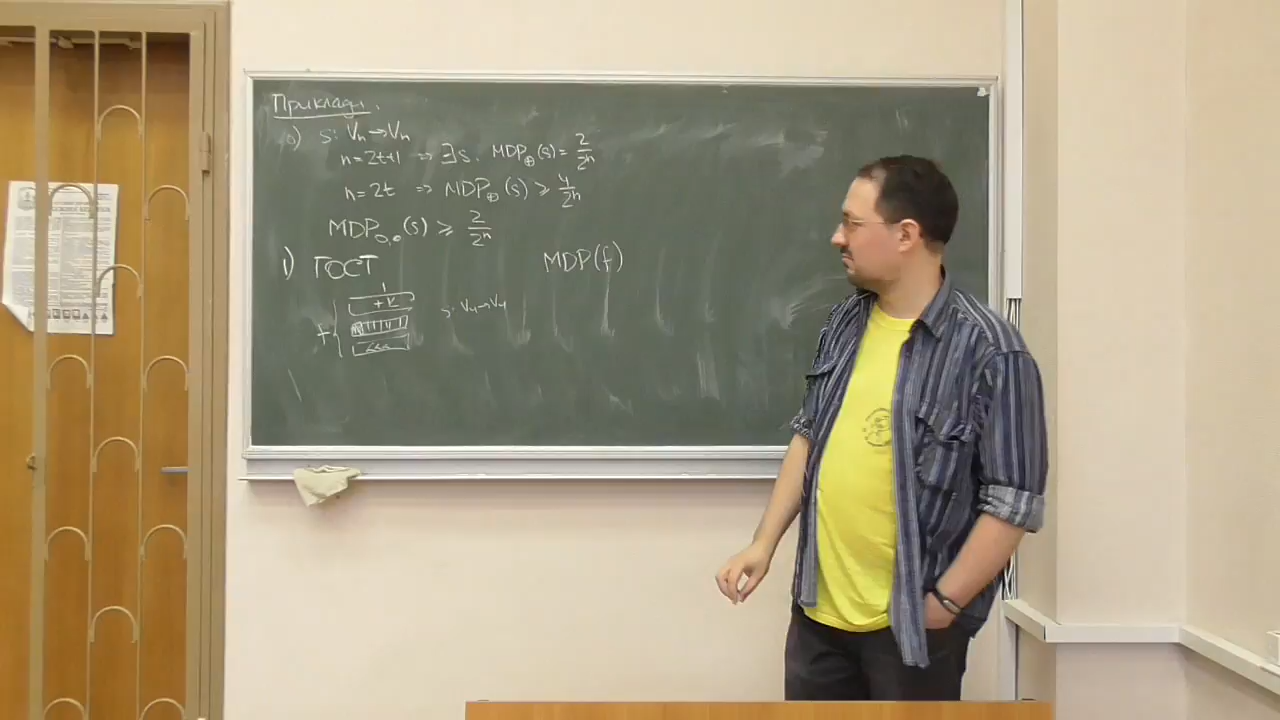 Приклади.
0) s: Vₙ → Vₙ
n = 2t+1 ⇒ ∃s. MDP⊕(s) = 2/2ⁿ
n = 2t ⇒ MDP⊕(s) ⩾ 4/2ⁿ
(s) ⩾ 2/2ⁿ
1) ГОСТ MDP(f)
+k
f { s: V₄ → V₄